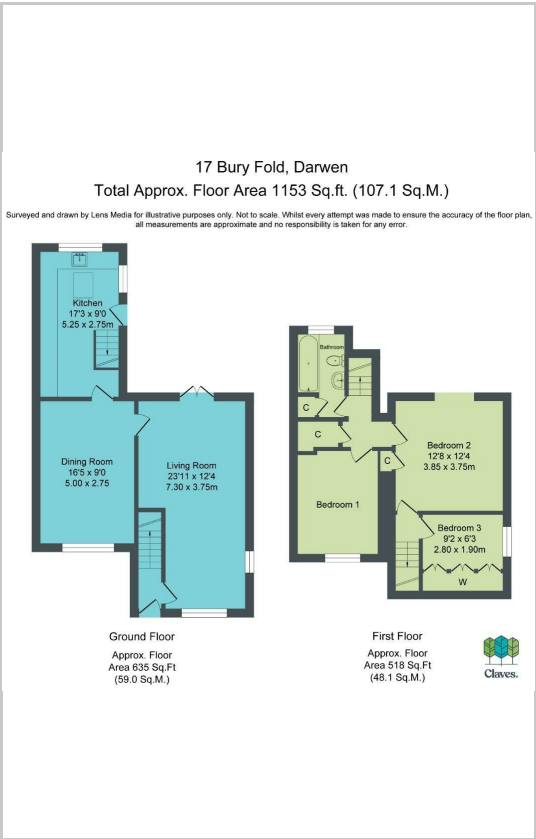 17 Bury Fold, Darwen
Total Approx. Floor Area 1153 Sq.ft. (107.1 Sq.M.)
Surveyed and drawn by Lens Media for illustrative purposes only. Not to scale. Whilst every attempt was made to ensure the accuracy of the floor plan,
all measurements are approximate and no responsibility is taken for any error.
Kitchen
17'3 x 9'0
5.25 x 2.75m
Dining Room
16'5 x 9'0
5.00 x 2.75
Living Room
23'11 x 12'4
7.30 x 3.75m
Ground Floor
Approx. Floor
Area 635 Sq.Ft
(59.0 Sq.M.)
Bathroom
C
C
C
Bedroom 1
Bedroom 2
12'8 x 12'4
3.85 x 3.75m
Bedroom 3
9'2 x 6'3
2.80 x 1.90m
W
First Floor
Approx. Floor
Area 518 Sq.Ft
(48.1 Sq.M.)
Claves.